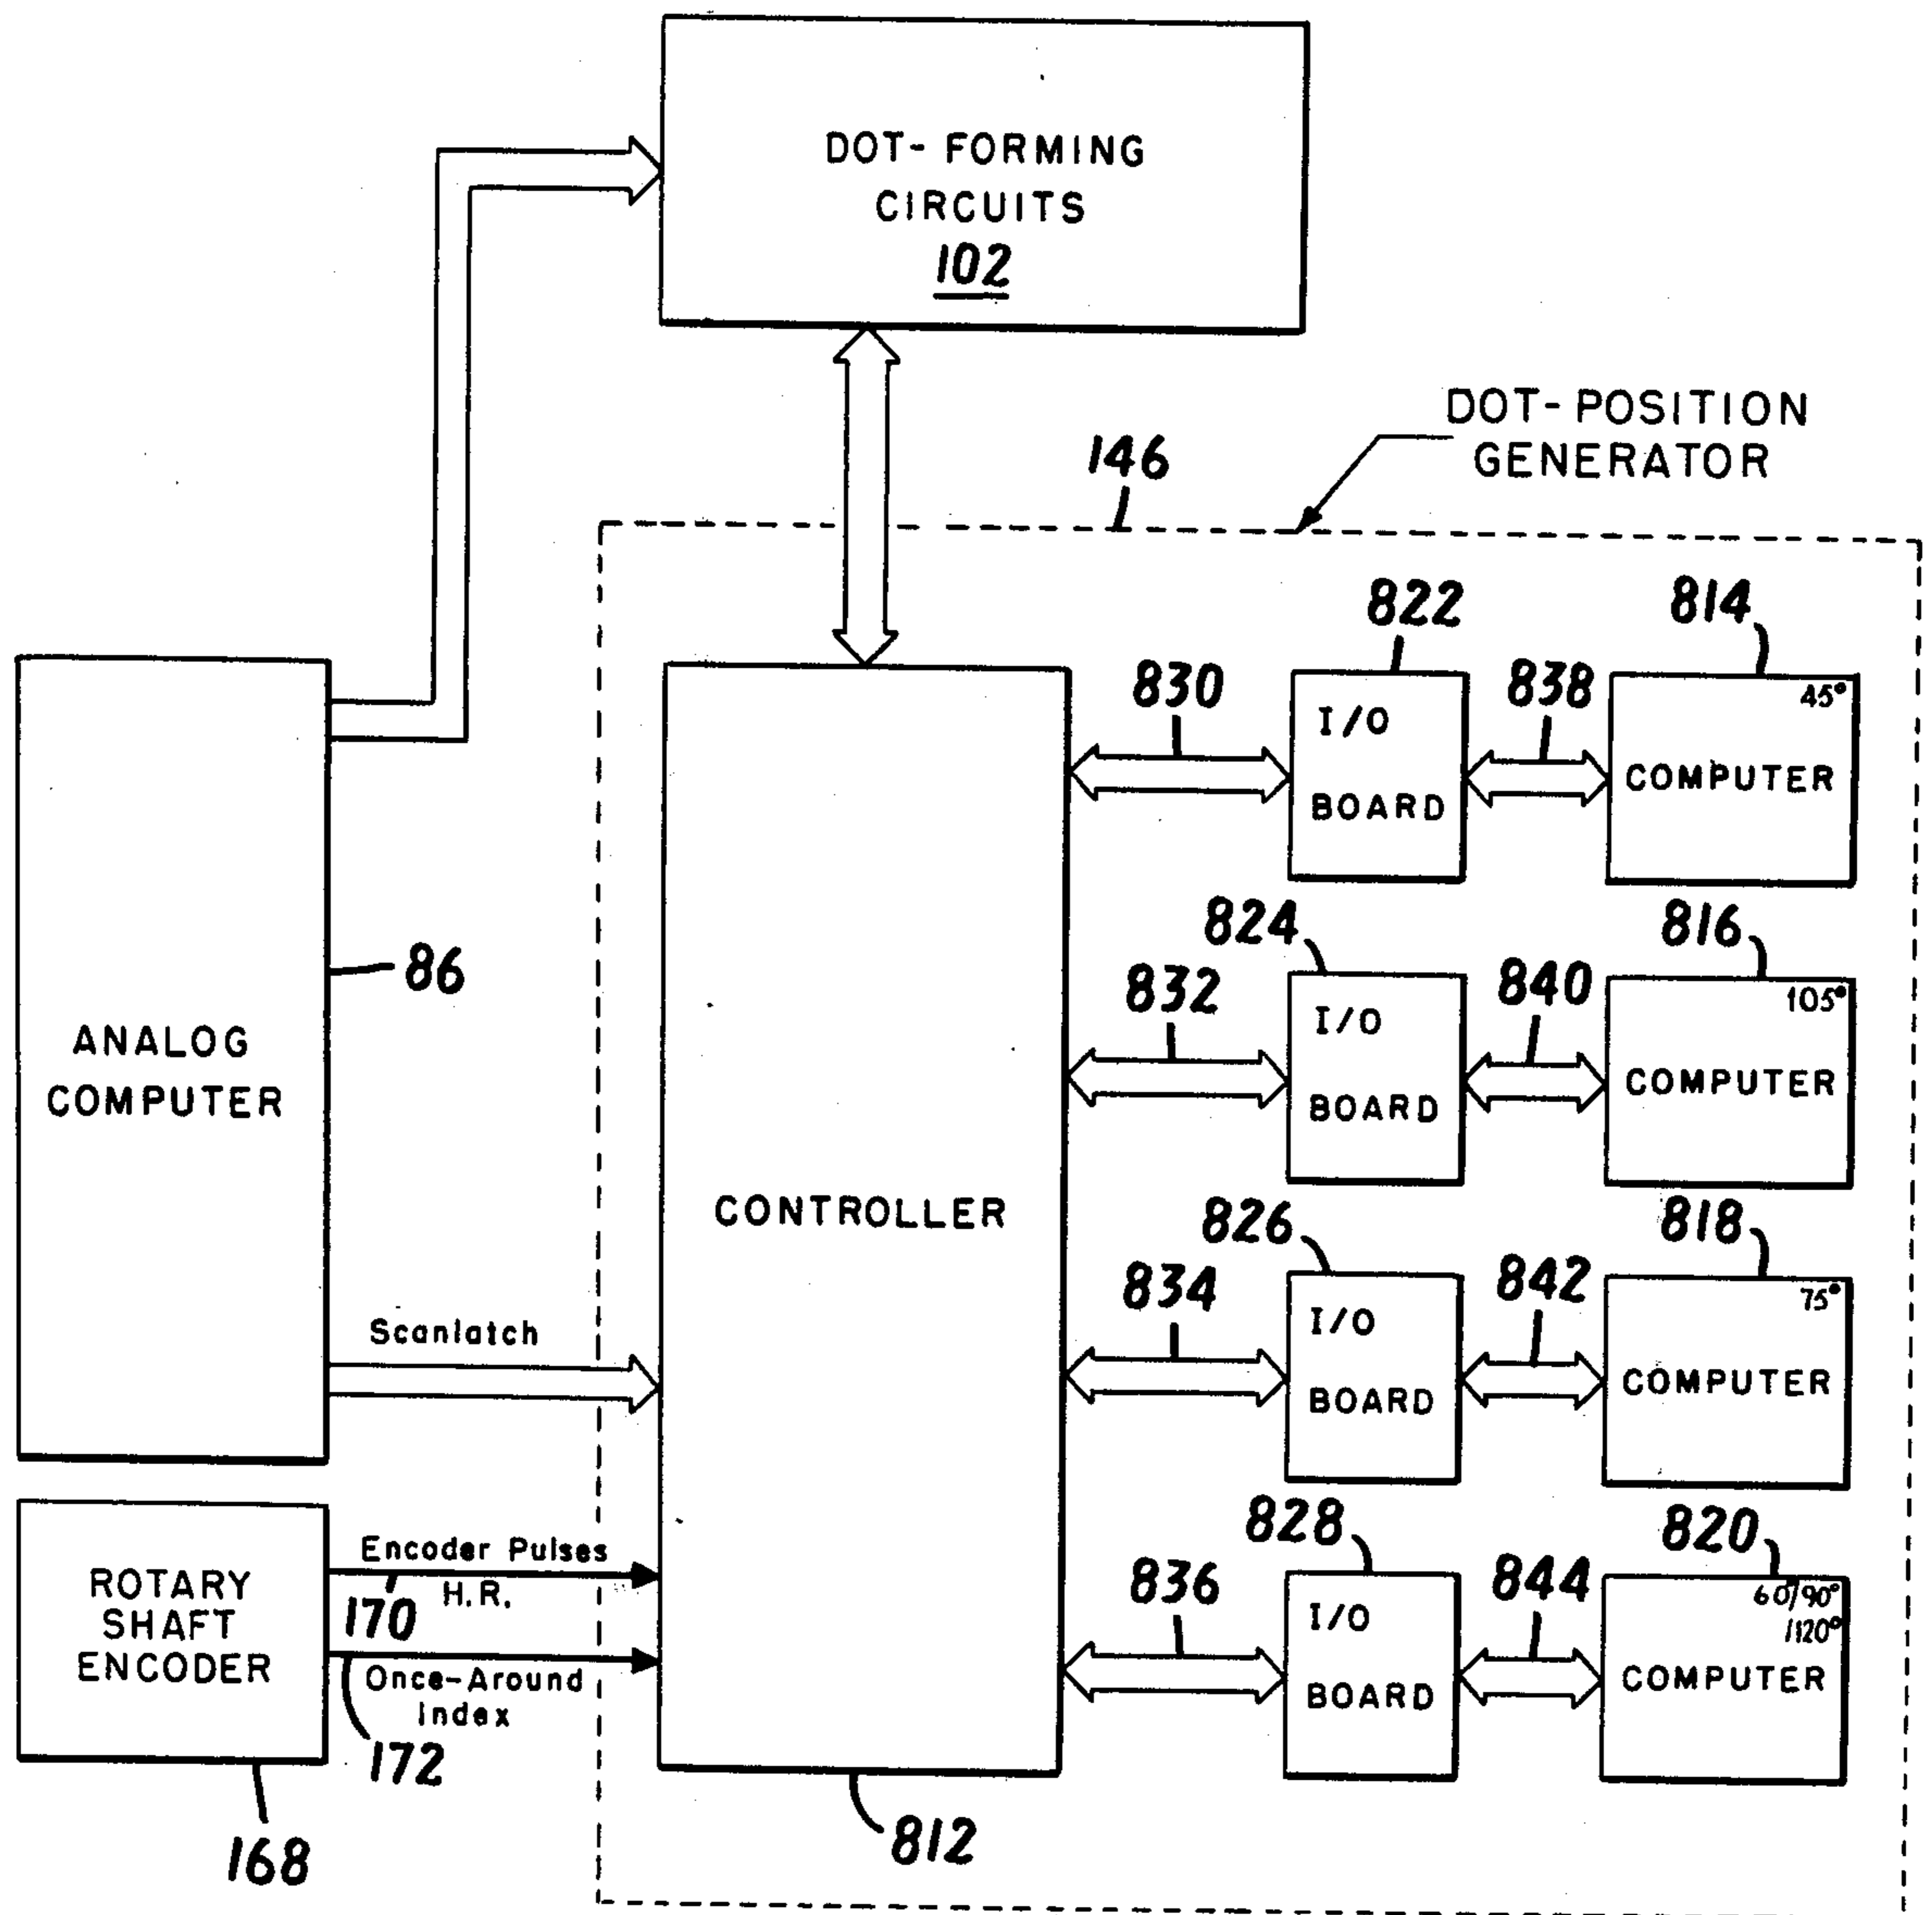 DOT-FORMING
CIRCUITS
102
DOT-POSITION
GENERATOR
146
822
814
830
838
I/O
BOARD
45°
COMPUTER
86
ANALOG
COMPUTER
824
816
832
840
I/O
BOARD
105°
COMPUTER
CONTROLLER
826
818
834
842
I/O
BOARD
75°
COMPUTER
Scanlatch
828
820
836
844
I/O
BOARD
60/90°
/120°
COMPUTER
ROTARY
SHAFT
ENCODER
Encoder Pulses
H.R.
170
Once-Around
Index
172
168
812